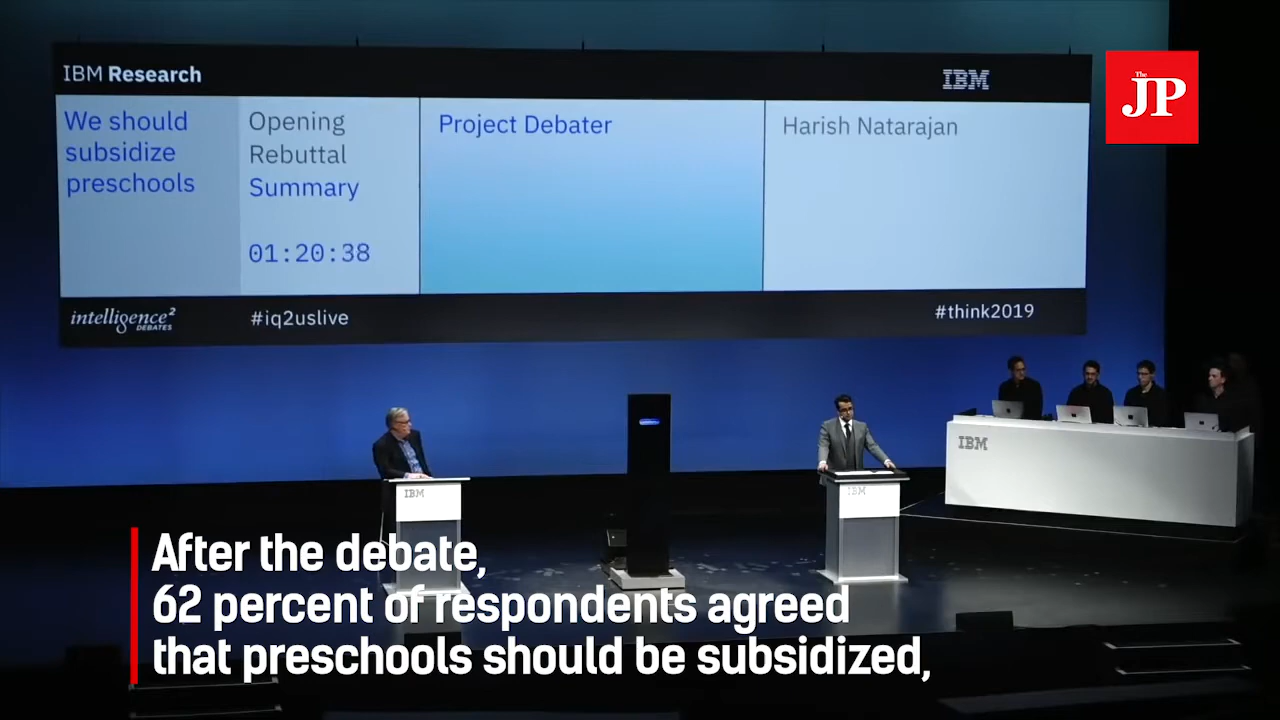 IBM Research
IBM
The
JP
We should
subsidize
preschools
Opening
Rebuttal
Summary
01:20:38
Project Debater
Harish Natarajan
intelligence²
DEBATES
#iq2uslive
#think2019
IBM
IBM
IBM
After the debate,
62 percent of respondents agreed
that preschools should be subsidized,